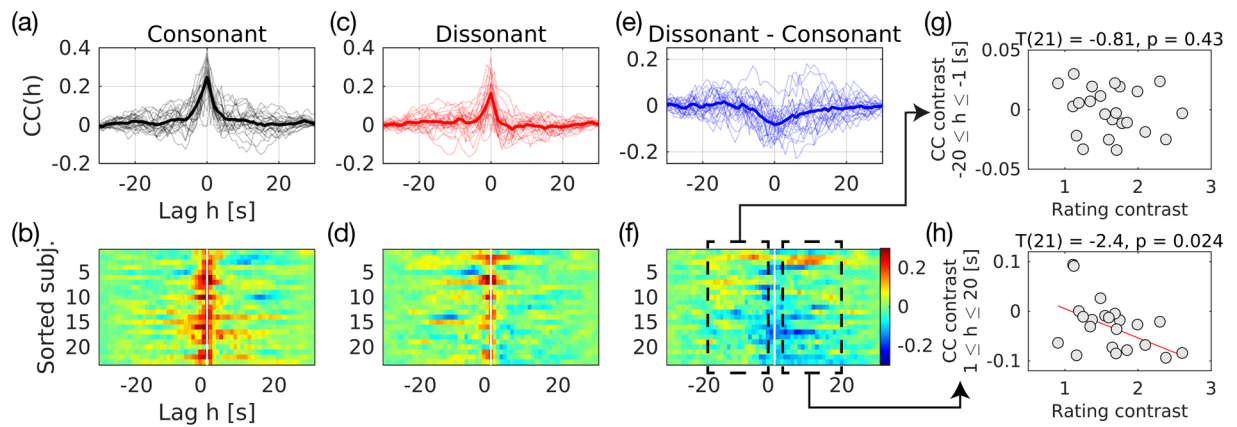 (a)
Consonant
0.4
0.2
0
-0.2
CC(h)
-20
0
20
Lag h [s]
(c)
Dissonant
0.4
0.2
0
-0.2
-20
0
20
(e)
Dissonant - Consonant
0.2
0
-0.2
-20
0
20
(g)
T(21) = -0.81, p = 0.43
0.05
0
-0.05
CC contrast
-20 ≤ h ≤ -1 [s]
1
2
3
Rating contrast
(b)
Sorted subj.
5
10
15
20
-20
0
20
Lag h [s]
(d)
5
10
15
20
-20
0
20
(f)
5
10
15
20
-20
0
20
0.2
0
-0.2
(h)
T(21) = -2.4, p = 0.024
0.1
0
-0.1
CC contrast
1 ≤ h ≤ 20 [s]
1
2
3
Rating contrast